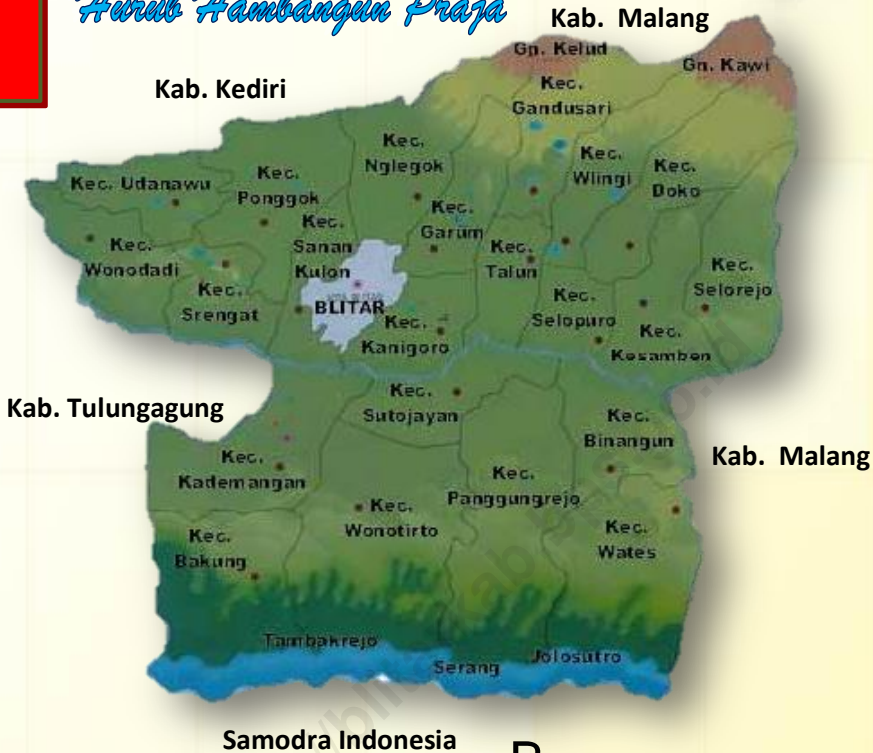 Hurub Hambangun Praja
Kab. Malang
Gn. Kelud
Gn. Kawi
Kab. Kediri
Kec.
Gandusari
Kec.
Nglegok
Kec.
Wlingi
Kec.
Doko
Kec. Udanawu
Kec.
Ponggok
Kec.
Garum
Kec.
Sanan
Kulon
Kec.
Wonodadi
Kec.
Talun
Kec.
Selorejo
Kec.
Srengat
BLITAR
Kec.
Selopuro
Kec.
Kanigoro
Kec.
Kesamben
Kab. Tulungagung
Kec.
Sutojayan
Kec.
Binangun
Kab. Malang
Kec.
Kademangan
Kec.
Panggungrejo
Kec.
Wonotirto
Kec.
Wates
Kec.
Bakung
Tambakrejo
Serang
Jolosutro
Samodra Indonesia